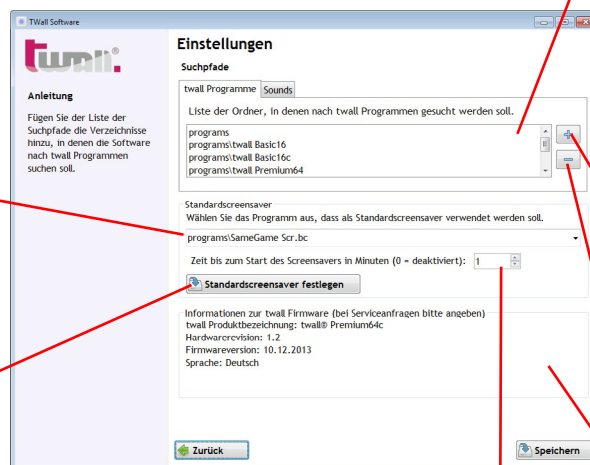 TWall Software
twall®
Anleitung
Fügen Sie der Liste der
Suchpfade die Verzeichnisse
hinzu, in denen die Software
nach twall Programmen
suchen soll.
Einstellungen
Suchpfade
twall Programme
Sounds
Liste der Ordner, in denen nach twall Programmen gesucht werden soll.
programs
programs\twall Basic16
programs\twall Basic16c
programs\twall Premium64
Standardscreensaver
Wählen Sie das Programm aus, dass als Standardscreensaver verwendet werden soll.
programs\SameGame Scr.bc
Zeit bis zum Start des Screensavers in Minuten (0 = deaktiviert): 1
Standardscreensaver festlegen
Informationen zur twall Firmware (bei Serviceanfragen bitte angeben)
twall Produktbezeichnung: twall® Premium64c
Hardwarerevision: 1.2
Firmwareversion: 10.12.2013
Sprache: Deutsch
Zurück
Speichern